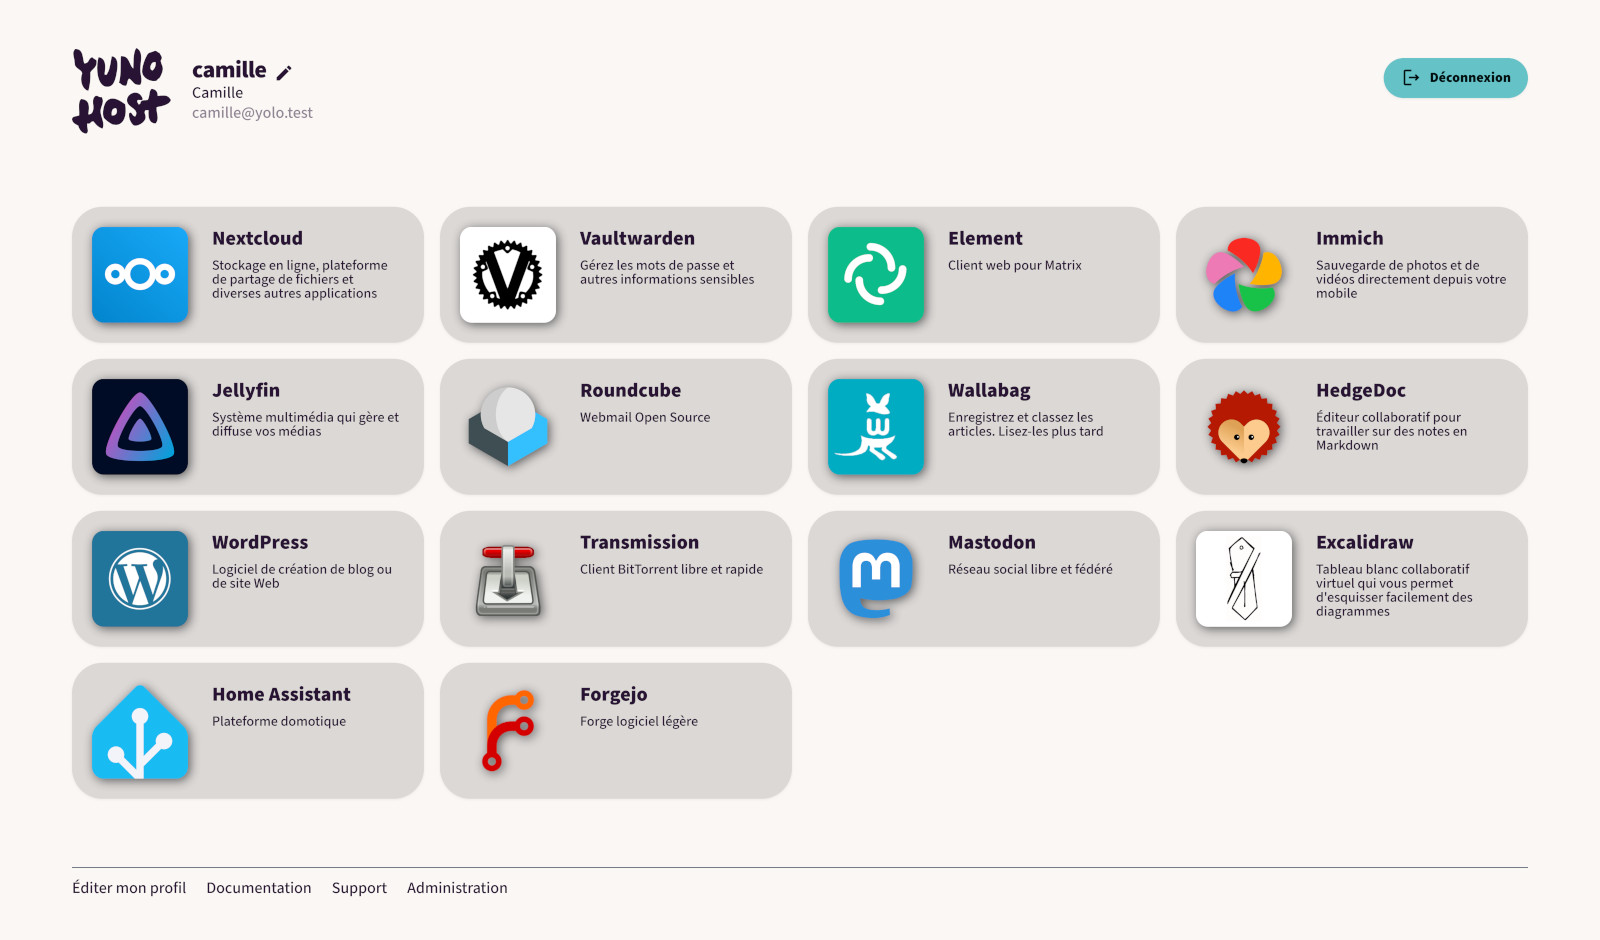 YUNO
HOST
camille
Camille
camille@yolo.test
Déconnexion
Nextcloud
Stockage en ligne, plateforme
de partage de fichiers et
diverses autres applications
Vaultwarden
Gérez les mots de passe et
autres informations sensibles
Element
Client web pour Matrix
Immich
Sauvegarde de photos et de
vidéos directement depuis votre
mobile
Jellyfin
Système multimédia qui gère et
diffuse vos médias
Roundcube
Webmail Open Source
Wallabag
Enregistrez et classez les
articles. Lisez-les plus tard
HedgeDoc
Éditeur collaboratif pour
travailler sur des notes en
Markdown
WordPress
Logiciel de création de blog ou
de site Web
Transmission
Client BitTorrent libre et rapide
Mastodon
Réseau social libre et fédéré
Excalidraw
Tableau blanc collaboratif
virtuel qui vous permet
d'esquisser facilement des
diagrammes
Home Assistant
Plateforme domotique
Forgejo
Forge logiciel légère
Éditer mon profil Documentation Support Administration